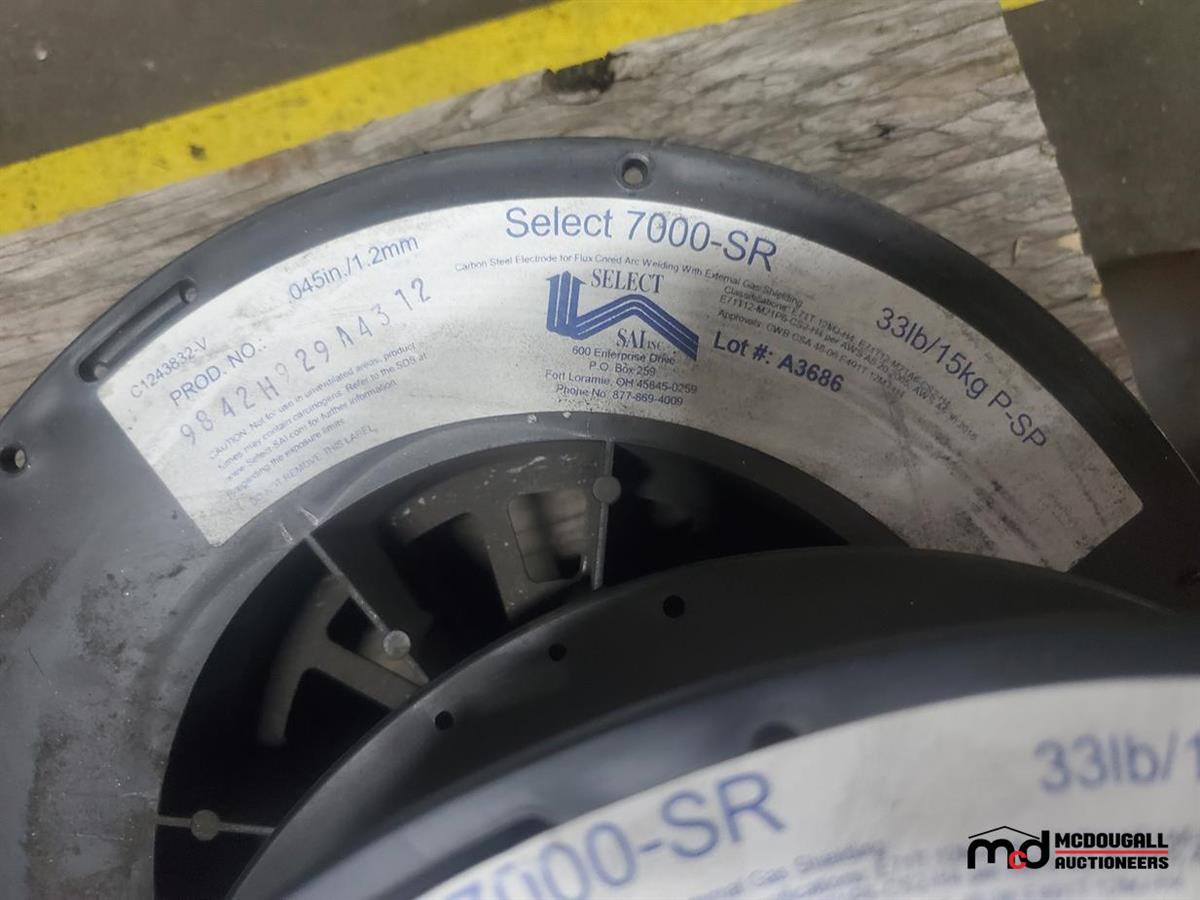 Select 7000-SR
Carbon Steel Electrode for Flux Cored Arc Welding With External Gas Shielding
.045in./1.2mm
C1243832-V
PROD. NO.:
9842H929A4312
CAUTION: Not for use in unventilated areas, product
fumes may contain carcinogens. Refer to the SDS at
www.Select-SAI.com for further information
Regarding the exposure limits.
DO NOT REMOVE THIS LABEL
SELECT
SAI INC.
600 Enterprise Drive
P.O. Box 259
Fort Loramie, OH 45845-0259
Phone No. 877-869-4009
Lot #: A3686
33lb/15kg P-SP
7000-SR
33lb/1
External Gas Shielding
mcd MCDOUGALL
AUCTIONEERS